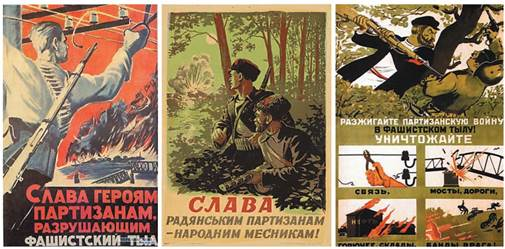 СЛАВА ГЕРОЯМ
ПАРТИЗАНАМ,
РАЗРУШАЮЩИМ
ФАШИСТСКИЙ ТЫЛ
СЛАВА
РАДЯНСЬКИМ ПАРТИЗАНАМ
-НАРОДНИМ МЕСНИКАМ!
РАЗЖИГАЙТЕ ПАРТИЗАНСКУЮ ВОЙНУ
В ФАШИСТСКОМ ТЫЛУ!
УНИЧТОЖАЙТЕ
СВЯЗЬ,
МОСТЫ, ДОРОГИ,
ГОРЮЧЕЕ, СКЛАДЫ,
БАНДЫ ВРАГА!